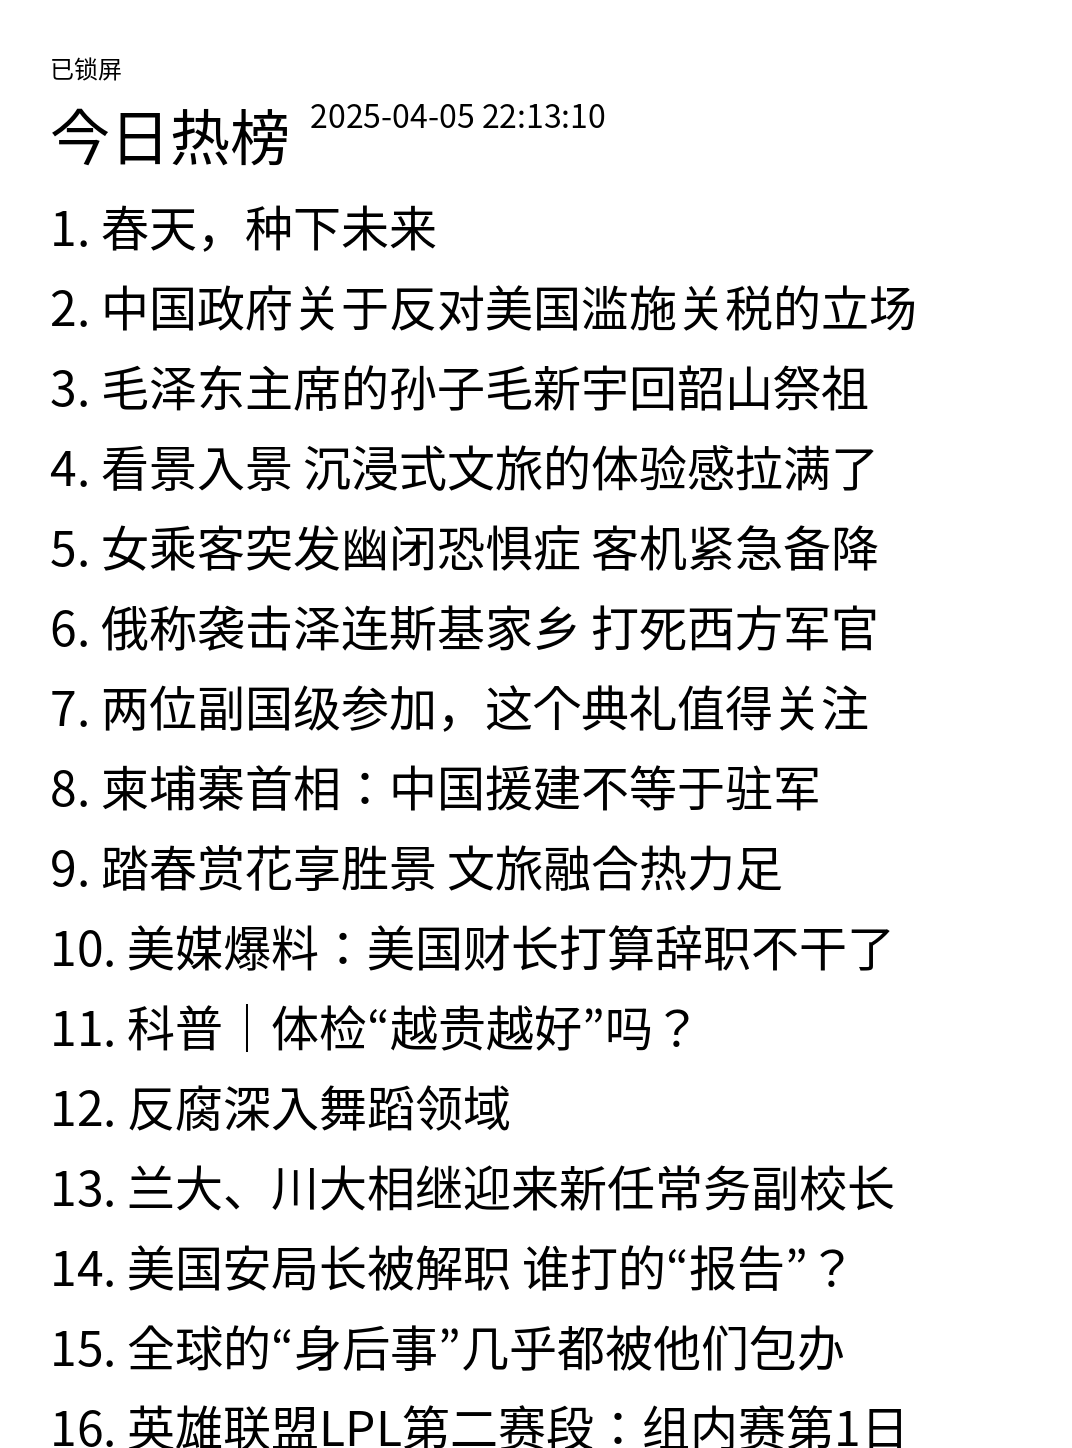 已锁屏
今日热榜 2025-04-05 22:13:10
1. 春天，种下未来
2. 中国政府关于反对美国滥施关税的立场
3. 毛泽东主席的孙子毛新宇回韶山祭祖
4. 看景入景 沉浸式文旅的体验感拉满了
5. 女乘客突发幽闭恐惧症 客机紧急备降
6. 俄称袭击泽连斯基家乡 打死西方军官
7. 两位副国级参加，这个典礼值得关注
8. 柬埔寨首相：中国援建不等于驻军
9. 踏春赏花享胜景 文旅融合热力足
10. 美媒爆料：美国财长打算辞职不干了
11. 科普｜体检“越贵越好”吗？
12. 反腐深入舞蹈领域
13. 兰大、川大相继迎来新任常务副校长
14. 美国安局长被解职 谁打的“报告”？
15. 全球的“身后事”几乎都被他们包办
16. 英雄联盟LPL第二赛段：组内赛第1日